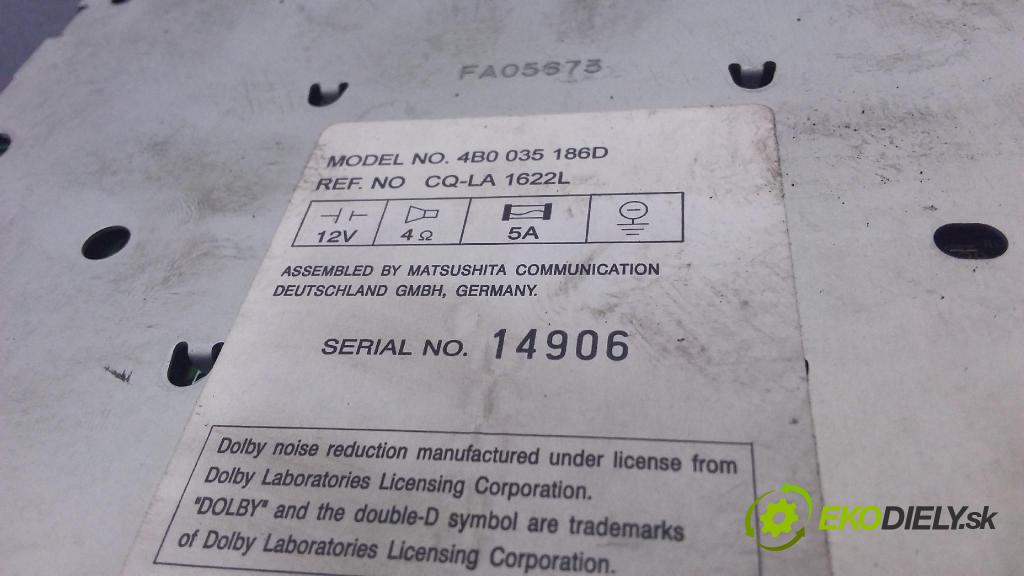 FA05673
MODEL NO. 4B0 035 186D
REF. NO CQ-LA 1622L
12V 4Ω 5A
ASSEMBLED BY MATSUSHITA COMMUNICATION
DEUTSCHLAND GMBH, GERMANY.
SERIAL NO. 14906
Dolby noise reduction manufactured under license from
Dolby Laboratories Licensing Corporation.
"DOLBY" and the double-D symbol are trademarks
of Dolby Laboratories Licensing Corporation.
EKODIELY.sk